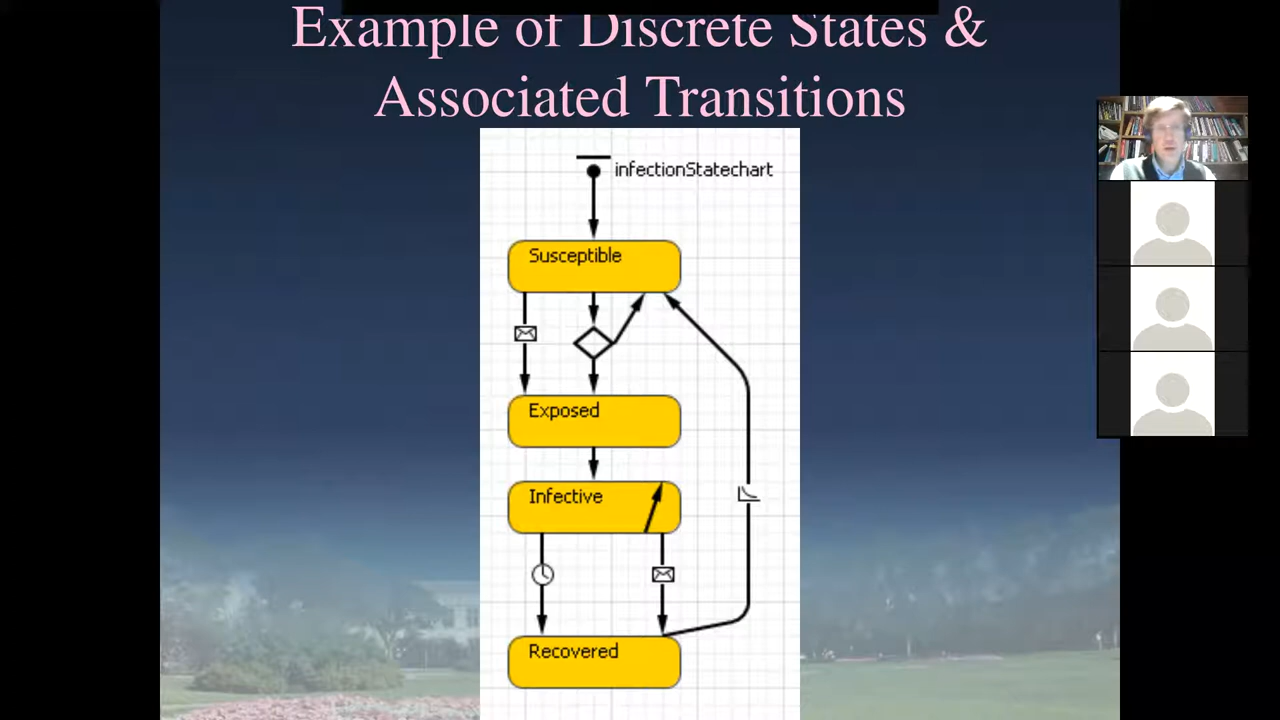 Example of Discrete States &
Associated Transitions
infectionStatechart
Susceptible
Exposed
Infective
Recovered